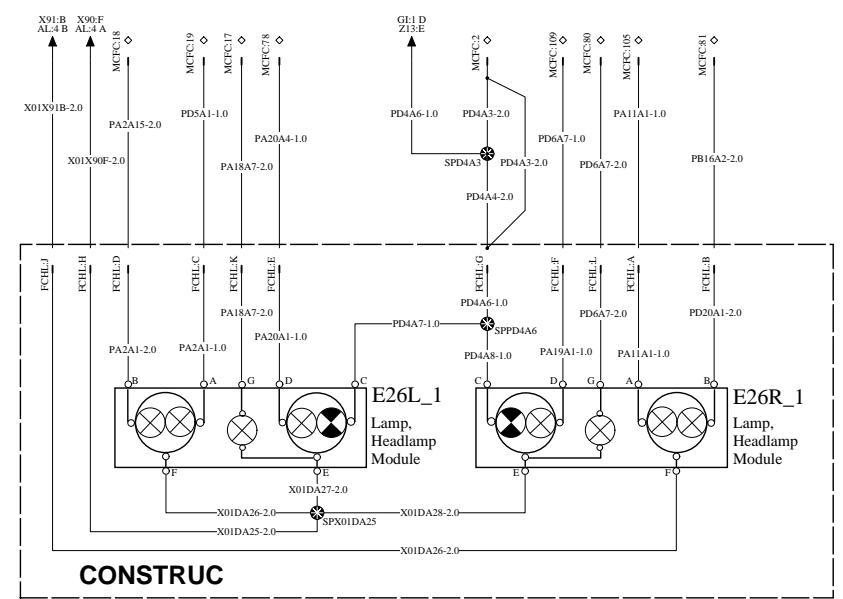 X91:B
AL:4 B
X90:F
AL:4 A
GI:1 D
Z13:E
MCFC:18
MCFC:19
MCFC:17
MCFC:78
MCFC:2
MCFC:109
MCFC:80
MCFC:105
MCFC:81
X01X91B-2.0
PD5A1-1.0
PD4A6-1.0
PD4A3-2.0
PA11A1-1.0
PA2A15-2.0
PA20A4-1.0
PD6A7-1.0
X01X90F-2.0
PA18A7-2.0
SPD4A3
PD4A3-2.0
PD6A7-2.0
PB16A2-2.0
PD4A4-2.0
FCHL:J
FCHL:H
FCHL:D
FCHL:C
FCHL:K
FCHL:E
FCHL:G
FCHL:F
FCHL:L
FCHL:A
FCHL:B
PD4A6-1.0
PA18A7-2.0
PD6A7-2.0
PD20A1-2.0
PD4A7-1.0
SPPD4A6
PA20A1-1.0
PA2A1-2.0
PA2A1-1.0
PD4A8-1.0
PA19A1-1.0
PA11A1-1.0
B
A
G
D
C
C
D
G
A
B
E26L_1
Lamp,
Headlamp
Module
E26R_1
Lamp,
Headlamp
Module
F
E
E
F
X01DA27-2.0
X01DA26-2.0
X01DA28-2.0
SPX01DA25
X01DA25-2.0
X01DA26-2.0
CONSTRUC